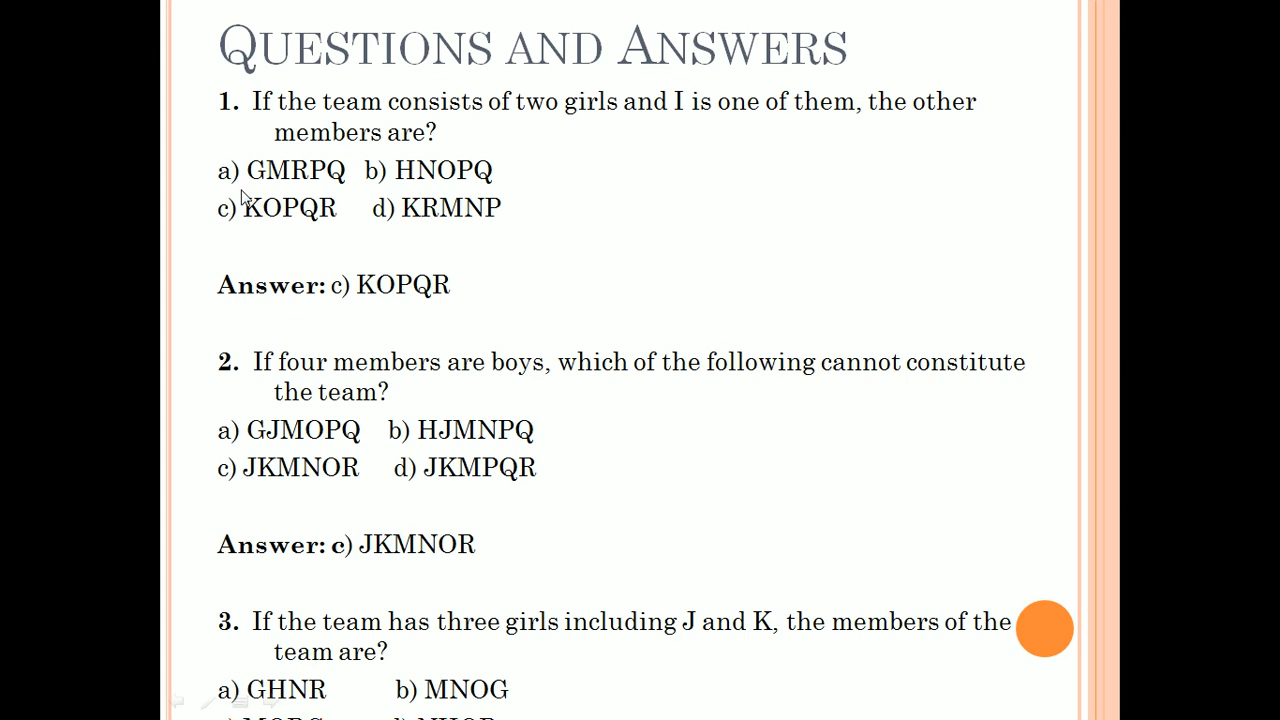 QUESTIONS AND ANSWERS
1. If the team consists of two girls and I is one of them, the other
members are?
a) GMRPQ b) HNOPQ
c) KOPQR d) KRMNP
Answer: c) KOPQR
2. If four members are boys, which of the following cannot constitute
the team?
a) GJMOPQ b) HJMNPQ
c) JKMNOR d) JKMPQR
Answer: c) JKMNOR
3. If the team has three girls including J and K, the members of the
team are?
a) GHNR b) MNOG